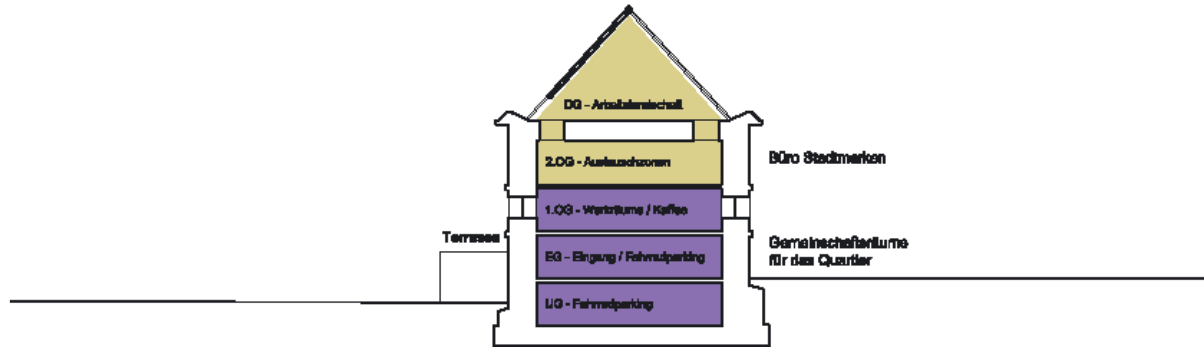 DG - Arbeitslandschaft
2.OG - Austauschzonen
Büro Stadtmarken
1.OG - Werkräume / Kaffee
Terrasse
Gemeinschaftsräume
für das Quartier
EG - Eingang / Fahrradparking
UG - Fahrradparking